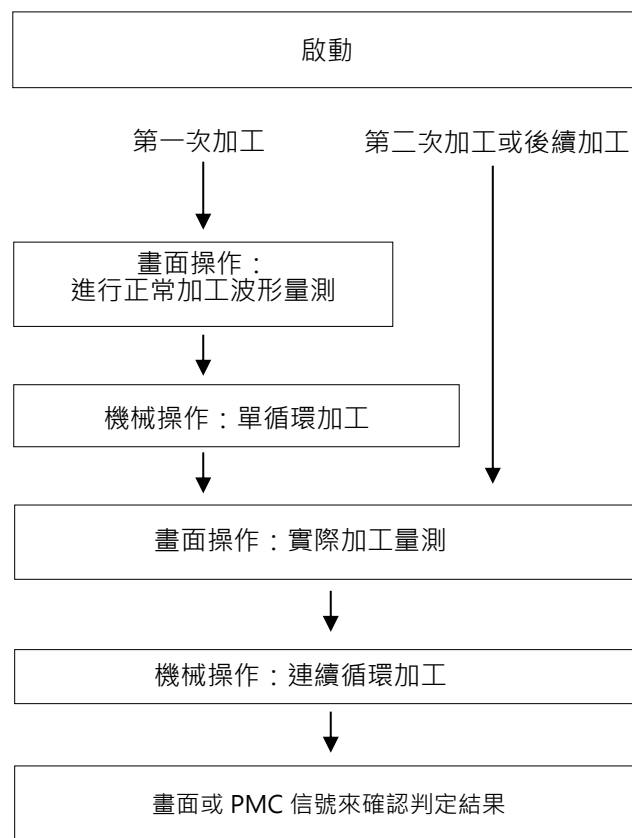 啟動
第一次加工
第二次加工或後續加工
畫面操作：
進行正常加工波形量測
機械操作：單循環加工
畫面操作：實際加工量測
機械操作：連續循環加工
畫面或 PMC 信號來確認判定結果